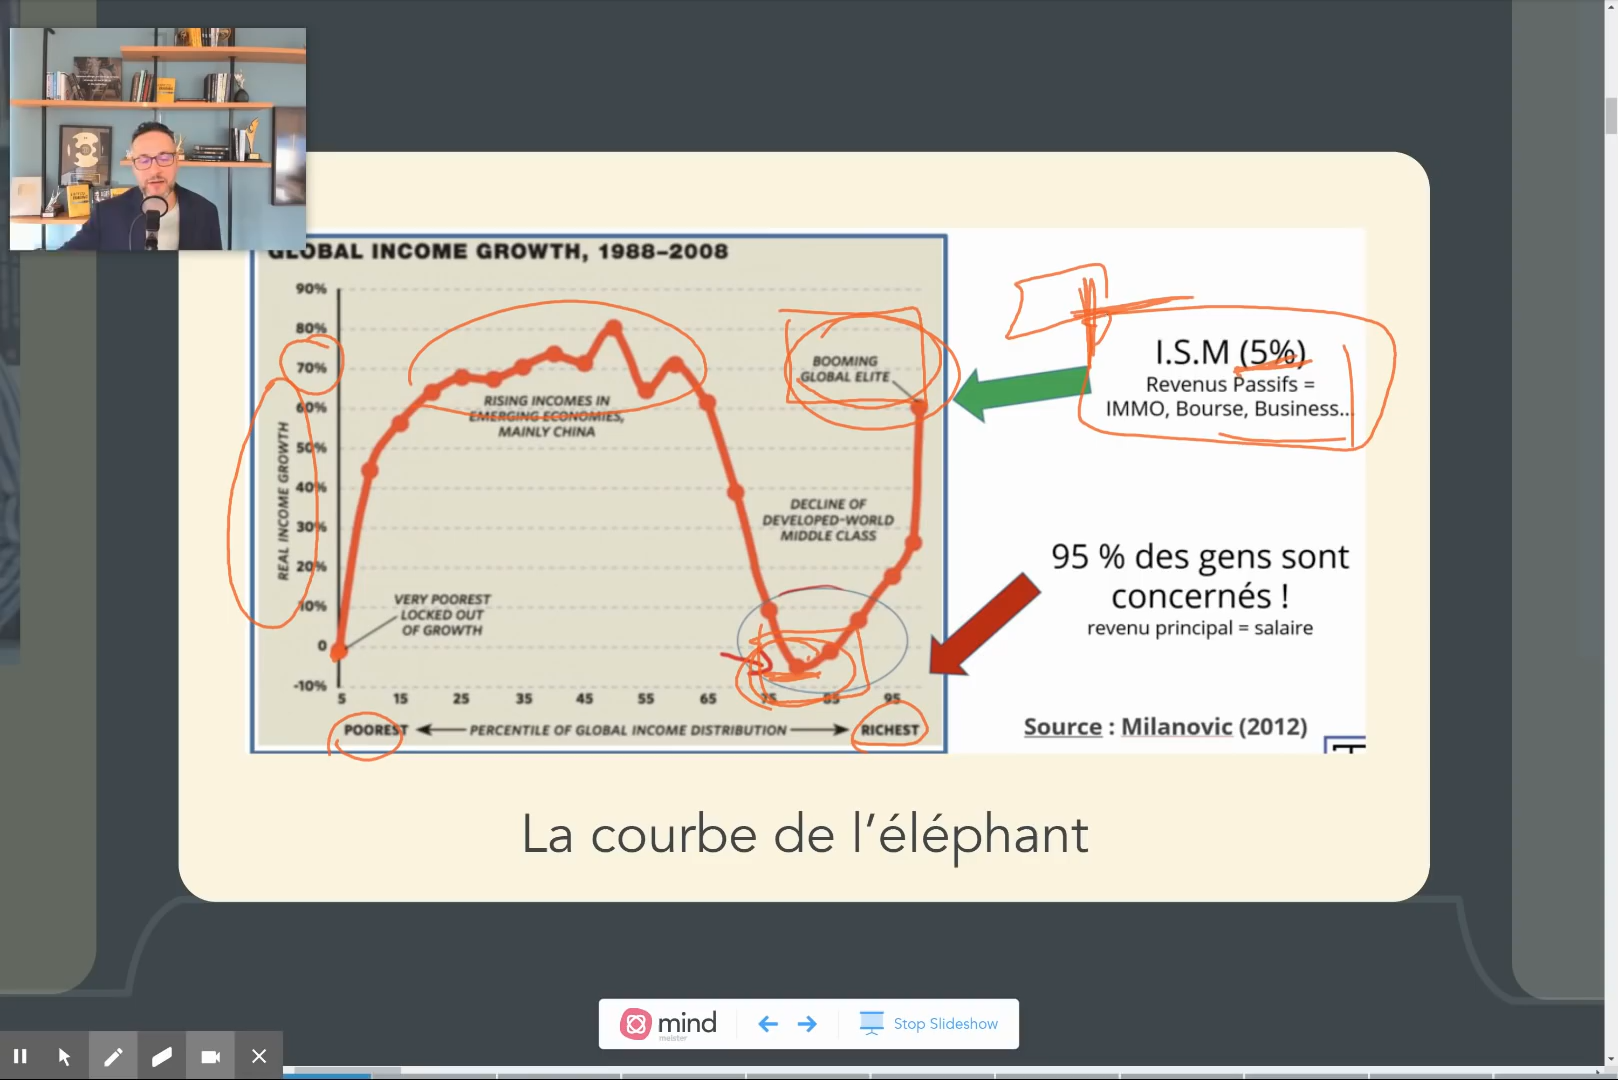 GLOBAL INCOME GROWTH, 1988–2008
90%
80%
70%
60%
50%
40%
30%
20%
10%
0
-10%
REAL INCOME GROWTH
RISING INCOMES IN
EMERGING ECONOMIES,
MAINLY CHINA
BOOMING
GLOBAL ELITE
DECLINE OF
DEVELOPED-WORLD
MIDDLE CLASS
VERY POOREST
LOCKED OUT
OF GROWTH
5 15 25 35 45 55 65 75 85 95
POOREST PERCENTILE OF GLOBAL INCOME DISTRIBUTION RICHEST
I.S.M (5%)
Revenus Passifs =
IMMO, Bourse, Business...
95 % des gens sont
concernés !
revenu principal = salaire
Source : Milanovic (2012)
La courbe de l’éléphant
mind
meister
Stop Slideshow